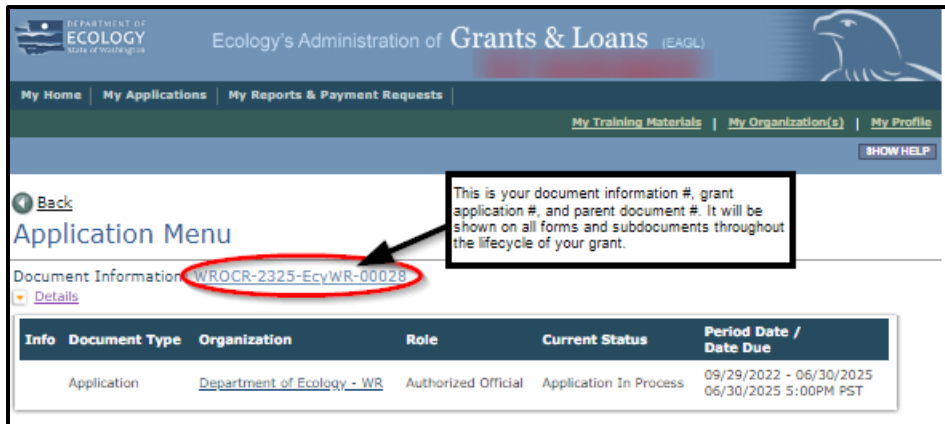 DEPARTMENT OF
ECOLOGY
State of Washington
Ecology's Administration of Grants & Loans (EAGL)
My Home | My Applications | My Reports & Payment Requests |
My Training Materials | My Organization(s) | My Profile
SHOW HELP
Back
This is your document information #, grant
application #, and parent document #. It will be
shown on all forms and subdocuments throughout
the lifecycle of your grant.
Application Menu
Document Information: WROCR-2325-EcyWR-00028
Details
Info Document Type Organization Role Current Status Period Date /
Date Due
Application Department of Ecology - WR Authorized Official Application In Process 09/29/2022 - 06/30/2025
06/30/2025 5:00PM PST